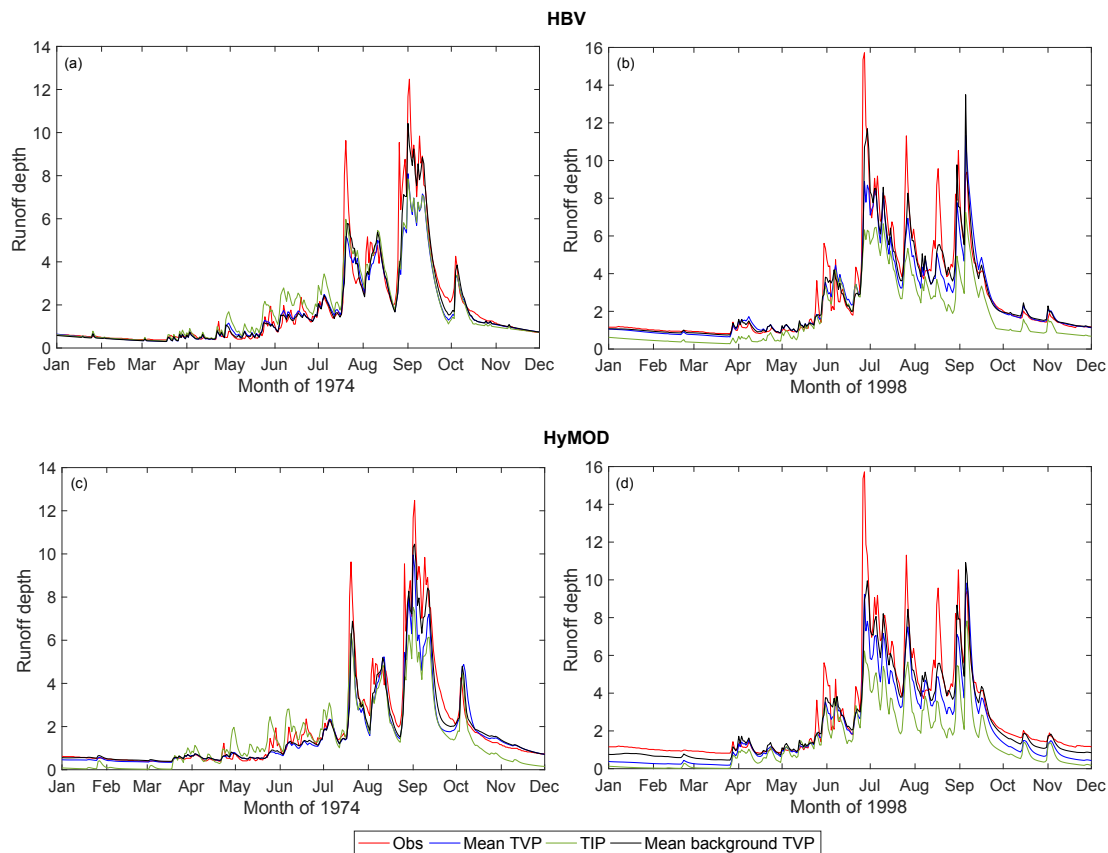 HBV
(a)
Runoff depth
14
12
10
8
6
4
2
0
Jan Feb Mar Apr May Jun Jul Aug Sep Oct Nov Dec
Month of 1974
(b)
Runoff depth
16
14
12
10
8
6
4
2
0
Jan Feb Mar Apr May Jun Jul Aug Sep Oct Nov Dec
Month of 1998
HyMOD
(c)
Runoff depth
14
12
10
8
6
4
2
0
Jan Feb Mar Apr May Jun Jul Aug Sep Oct Nov Dec
Month of 1974
(d)
Runoff depth
16
14
12
10
8
6
4
2
0
Jan Feb Mar Apr May Jun Jul Aug Sep Oct Nov Dec
Month of 1998
Obs Mean TVP TIP Mean background TVP